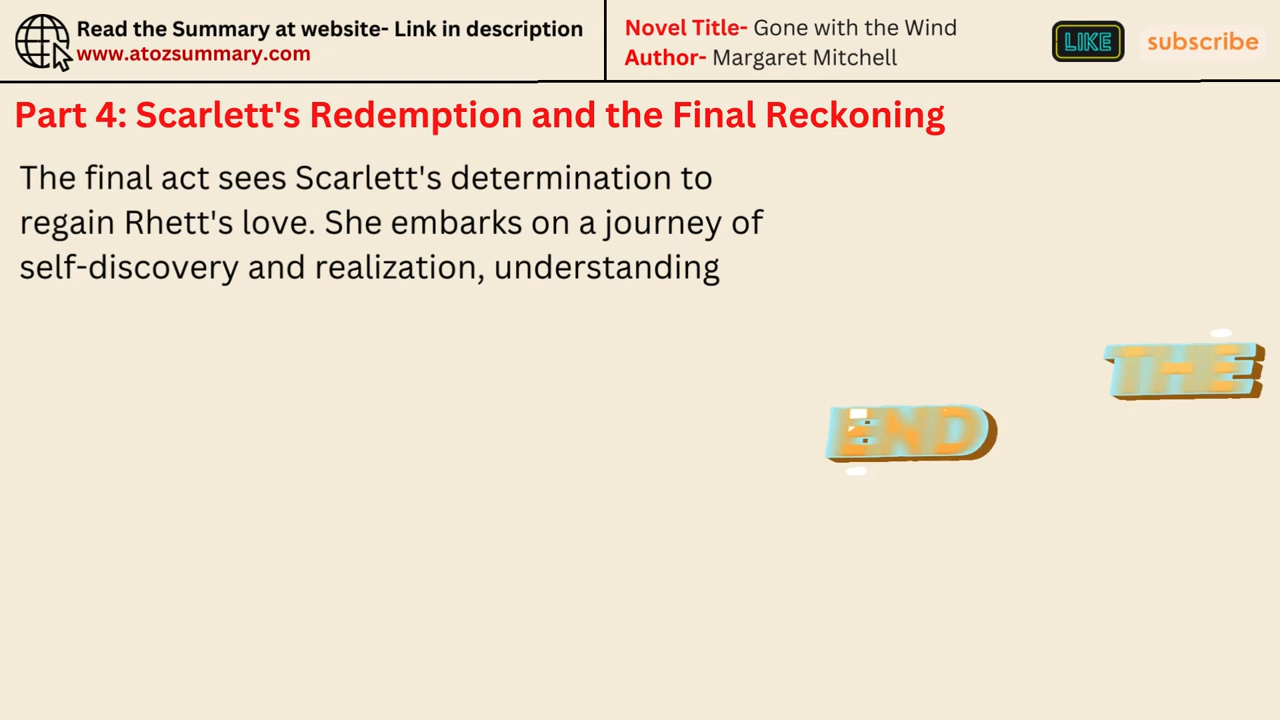 Read the Summary at website- Link in description
www.atozsummary.com
Novel Title- Gone with the Wind
Author- Margaret Mitchell
LIKE
subscribe
Part 4: Scarlett's Redemption and the Final Reckoning
The final act sees Scarlett's determination to
regain Rhett's love. She embarks on a journey of
self-discovery and realization, understanding
THE
END